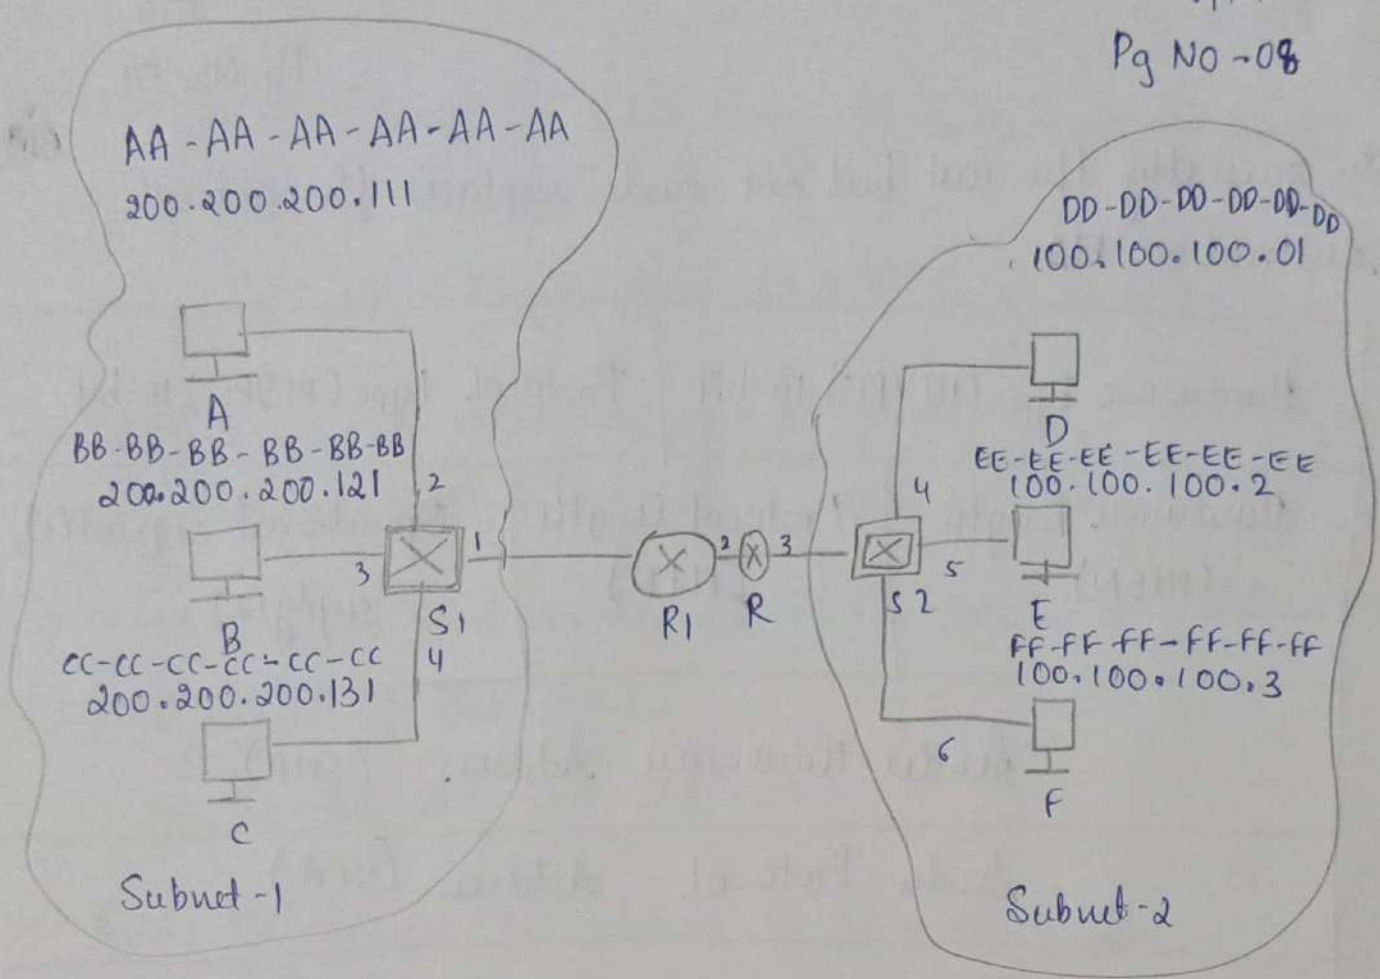 Pg NO-08
AA-AA-AA-AA-AA-AA
200.200.200.111
DD-DD-DD-DD-DD-DD
100.100.100.01
A
BB-BB-BB-BB-BB-BB
200.200.200.121
2
D
EE-EE-EE-EE-EE-EE
100.100.100.2
4
3
1
2
3
5
S1
R1
R
S2
B
CC-CC-CC-CC-CC-CC
200.200.200.131
4
E
FF-FF-FF-FF-FF-FF
100.100.100.3
6
C
F
Subnet-1
Subnet-2